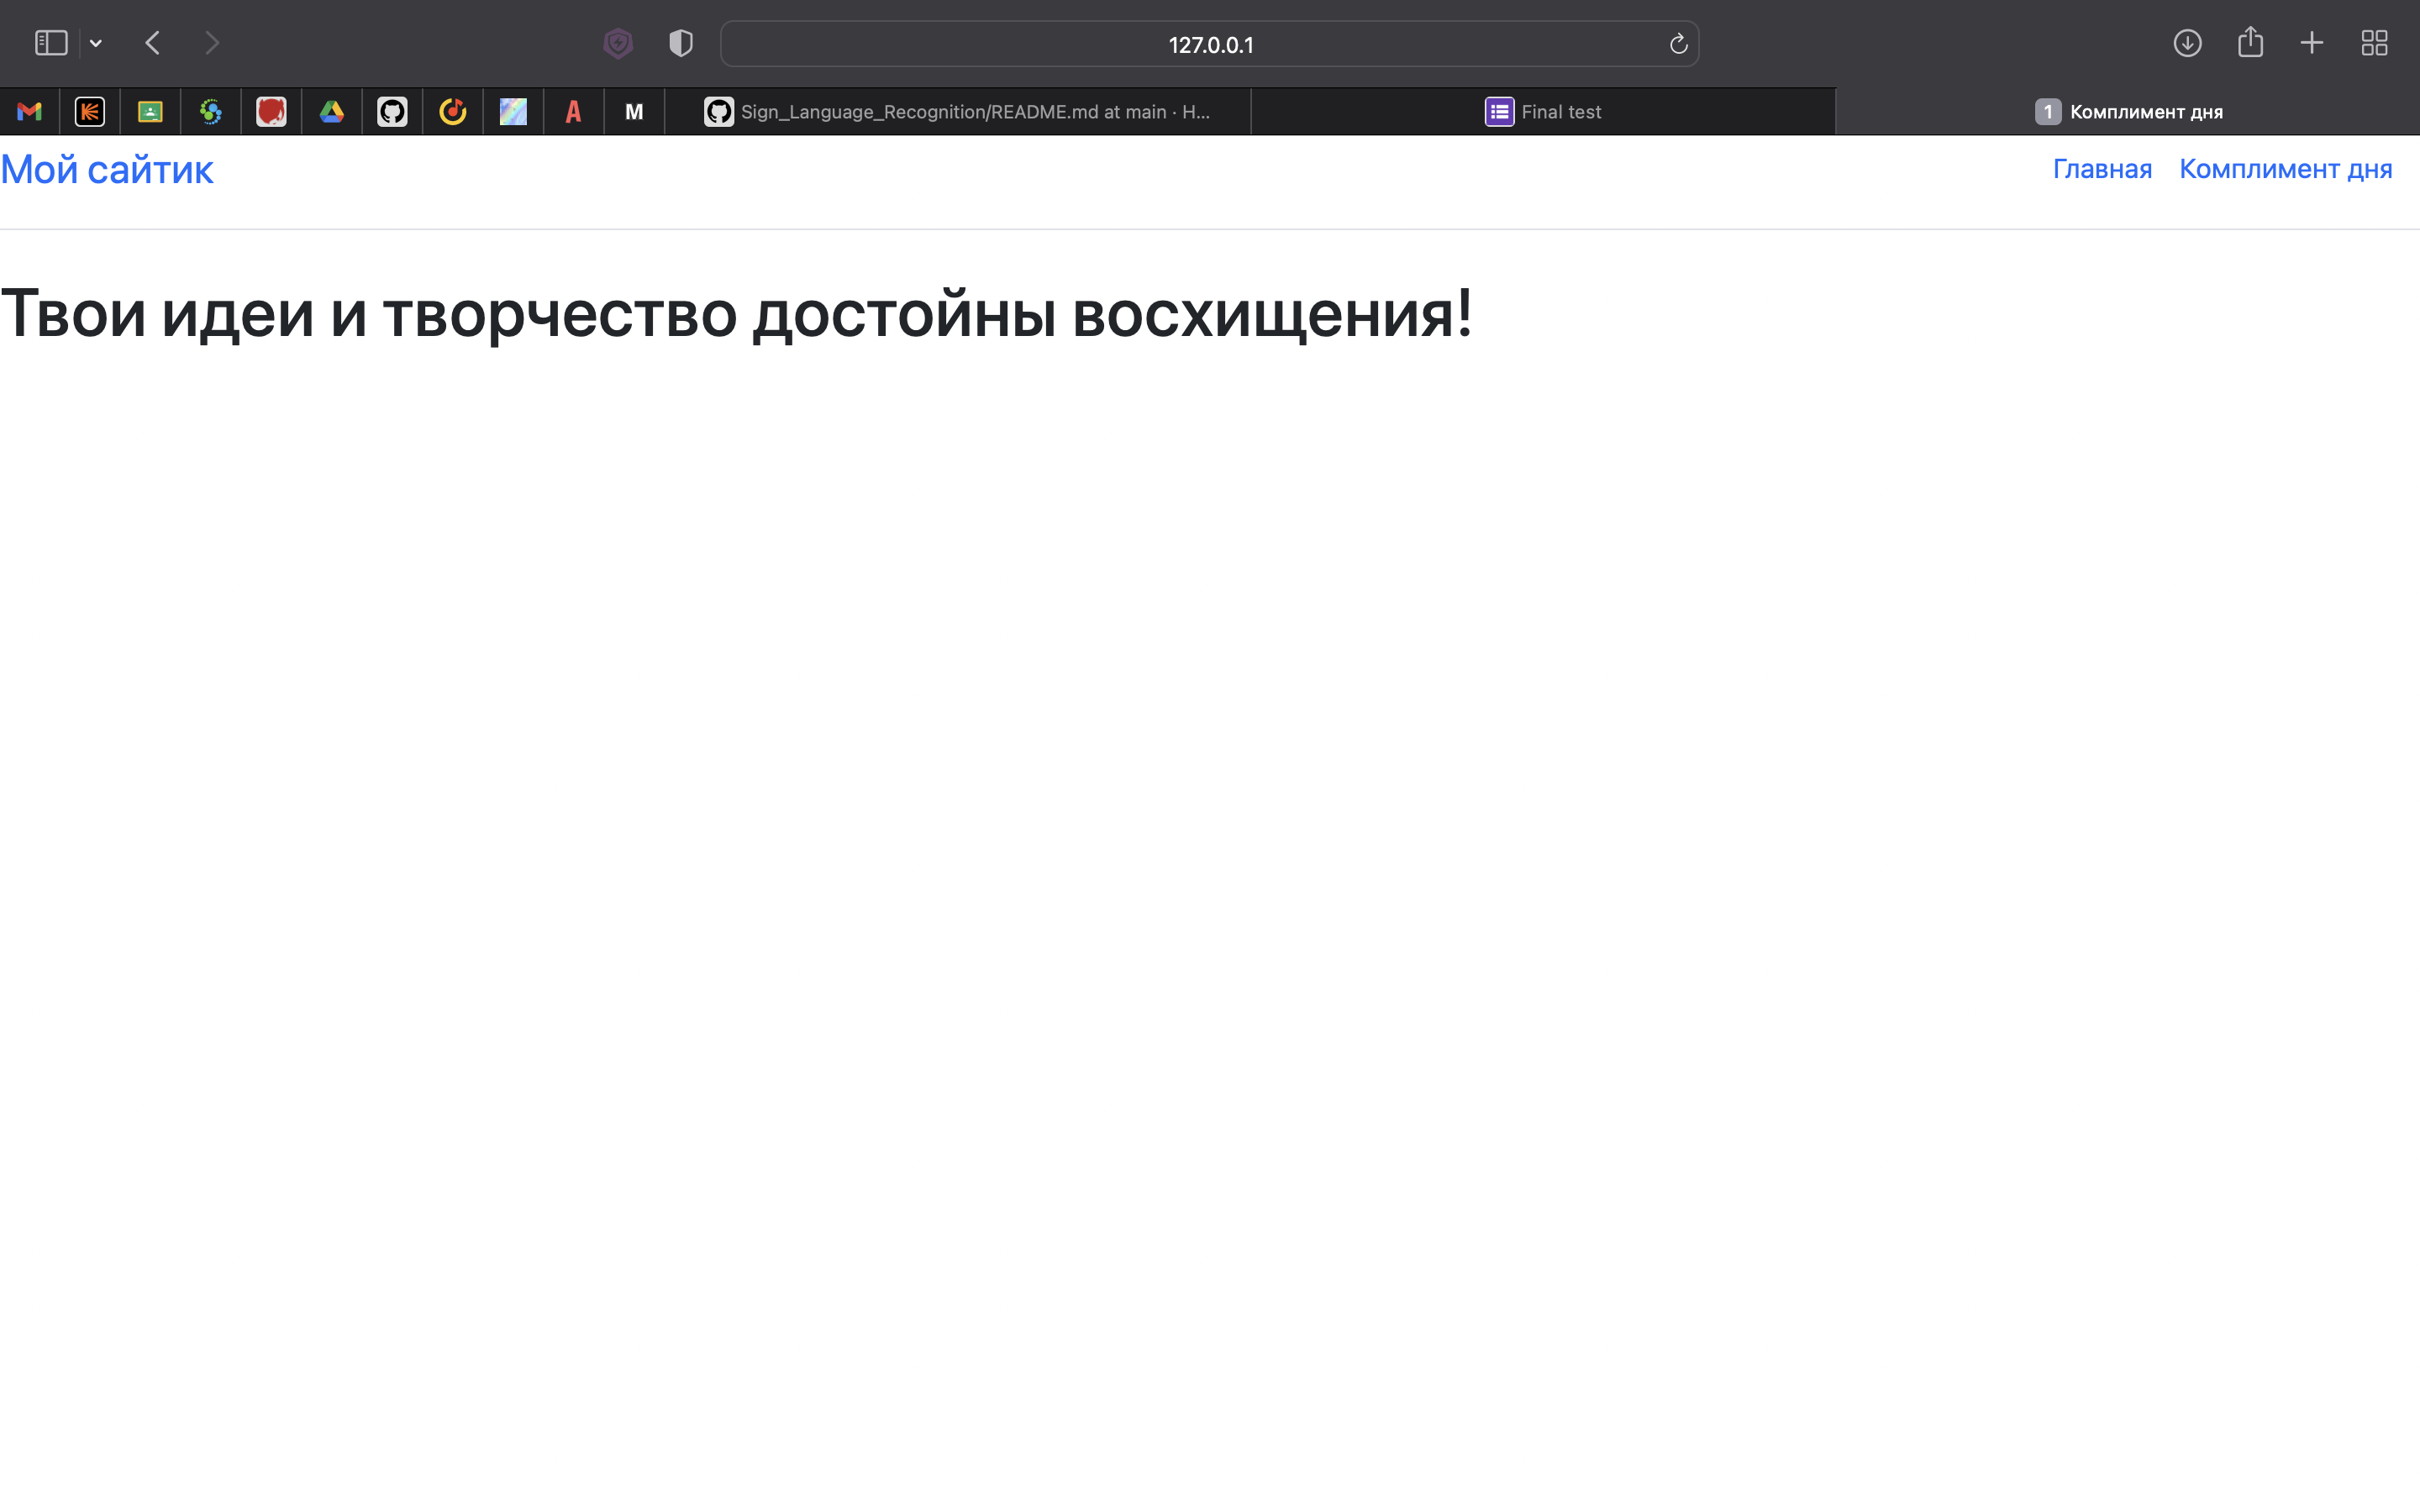 127.0.0.1
M
Sign_Language_Recognition/README.md at main · H...
Final test
1 Комплимент дня
Мой сайтик
Главная Комплимент дня
Твои идеи и творчество достойны восхищения!